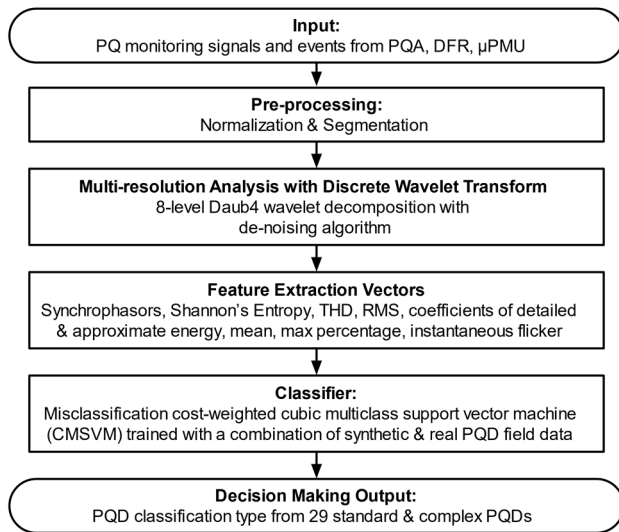 Input:
PQ monitoring signals and events from PQA, DFR, µPMU
Pre-processing:
Normalization & Segmentation
Multi-resolution Analysis with Discrete Wavelet Transform
8-level Daub4 wavelet decomposition with
de-noising algorithm
Feature Extraction Vectors
Synchrophasors, Shannon's Entropy, THD, RMS, coefficients of detailed
& approximate energy, mean, max percentage, instantaneous flicker
Classifier:
Misclassification cost-weighted cubic multiclass support vector machine
(CMSVM) trained with a combination of synthetic & real PQD field data
Decision Making Output:
PQD classification type from 29 standard & complex PQDs